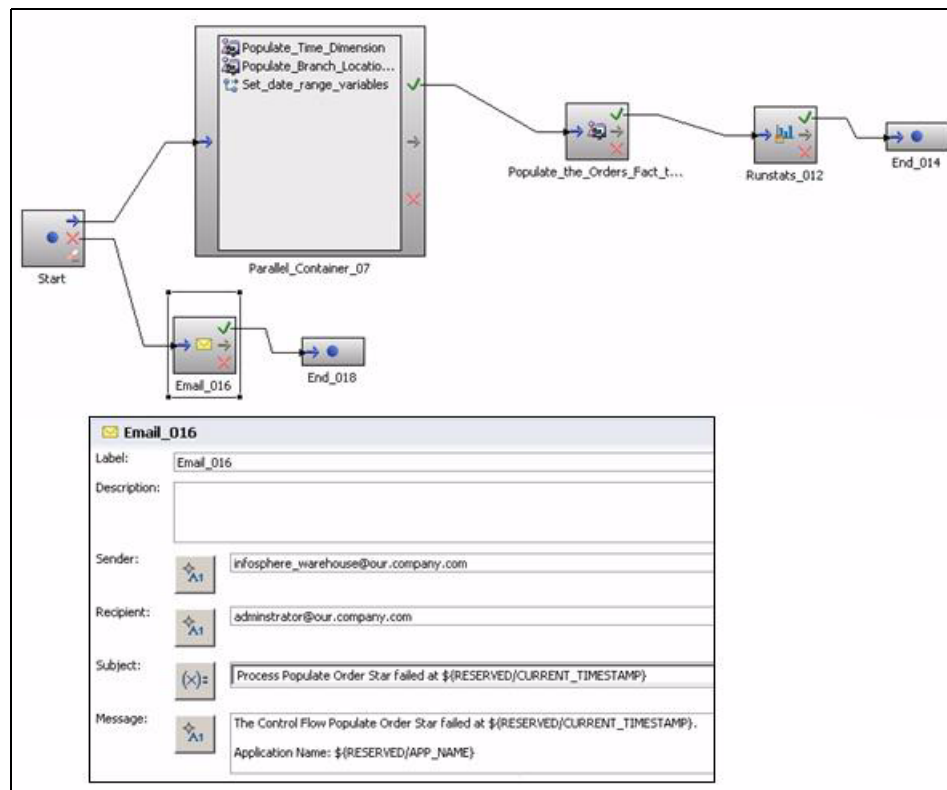 Populate_Time_Dimension
Populate_Branch_Locatio...
Set_date_range_variables
Populate_the_Orders_Fact_t...
Runstats_012
End_014
Start
Parallel_Container_07
Email_016
End_018
Email_016
Label:
Email_016
Description:
Sender:
infosphere_warehouse@our.company.com
Recipient:
adminstrator@our.company.com
Subject:
(x)=
Process Populate Order Star failed at ${RESERVED/CURRENT_TIMESTAMP}
Message:
The Control Flow Populate Order Star failed at ${RESERVED/CURRENT_TIMESTAMP}.
Application Name: ${RESERVED/APP_NAME}